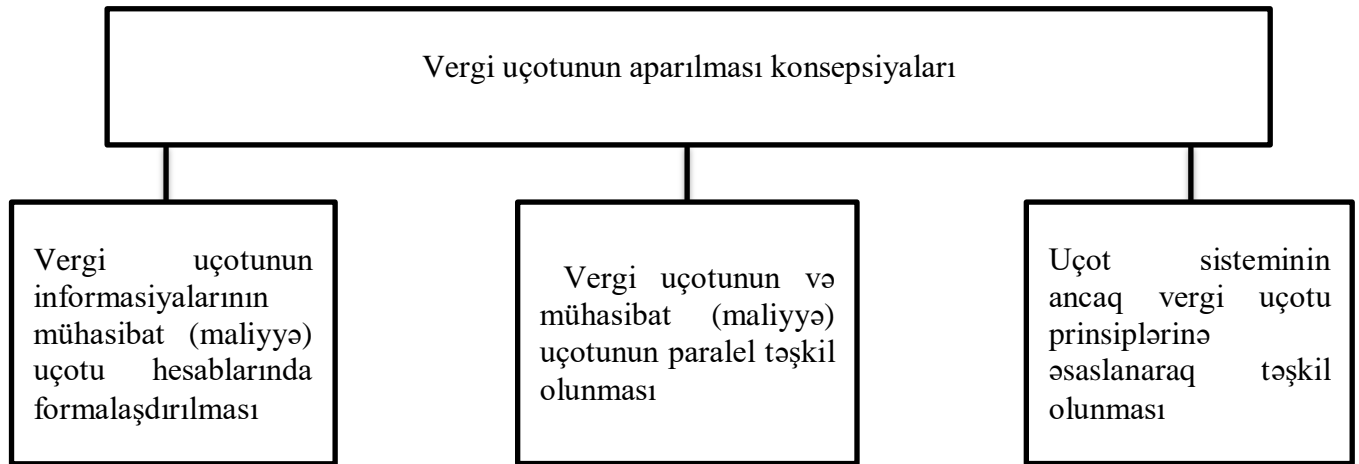 Vergi uçotunun aparılması konsepsiyaları
Vergi uçotunun
informasiyalarının
mühasibat (maliyyə)
uçotu hesablarında
formalaşdırılması
Vergi uçotunun və
mühasibat (maliyyə)
uçotunun paralel təşkil
olunması
Uçot sisteminin
ancaq vergi uçotu
prinsiplərinə
əsaslanaraq təşkil
olunması